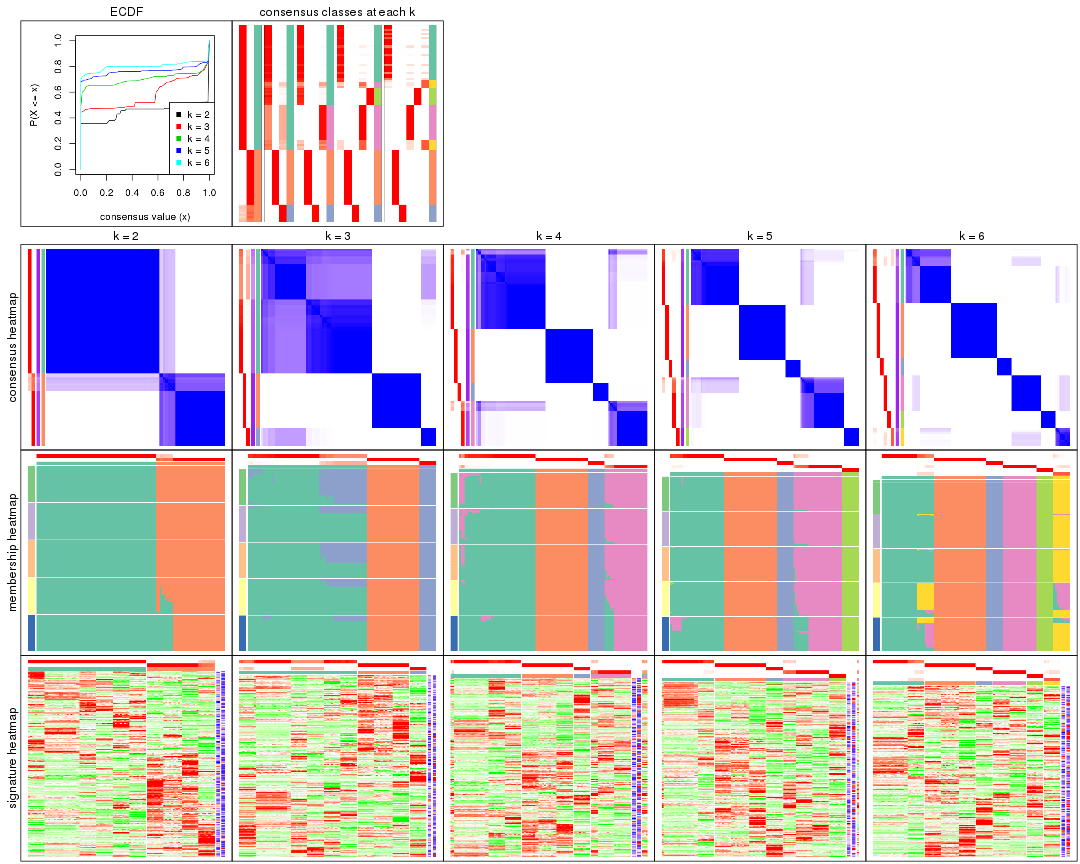 ECDF
consensus classes at each k
P(X <= x)
0.0
0.2
0.4
0.6
0.8
1.0
k = 2
k = 3
k = 4
k = 5
k = 6
0.0 0.2 0.4 0.6 0.8 1.0
consensus value (x)
k = 2
k = 3
k = 4
k = 5
k = 6
consensus heatmap
membership heatmap
signature heatmap